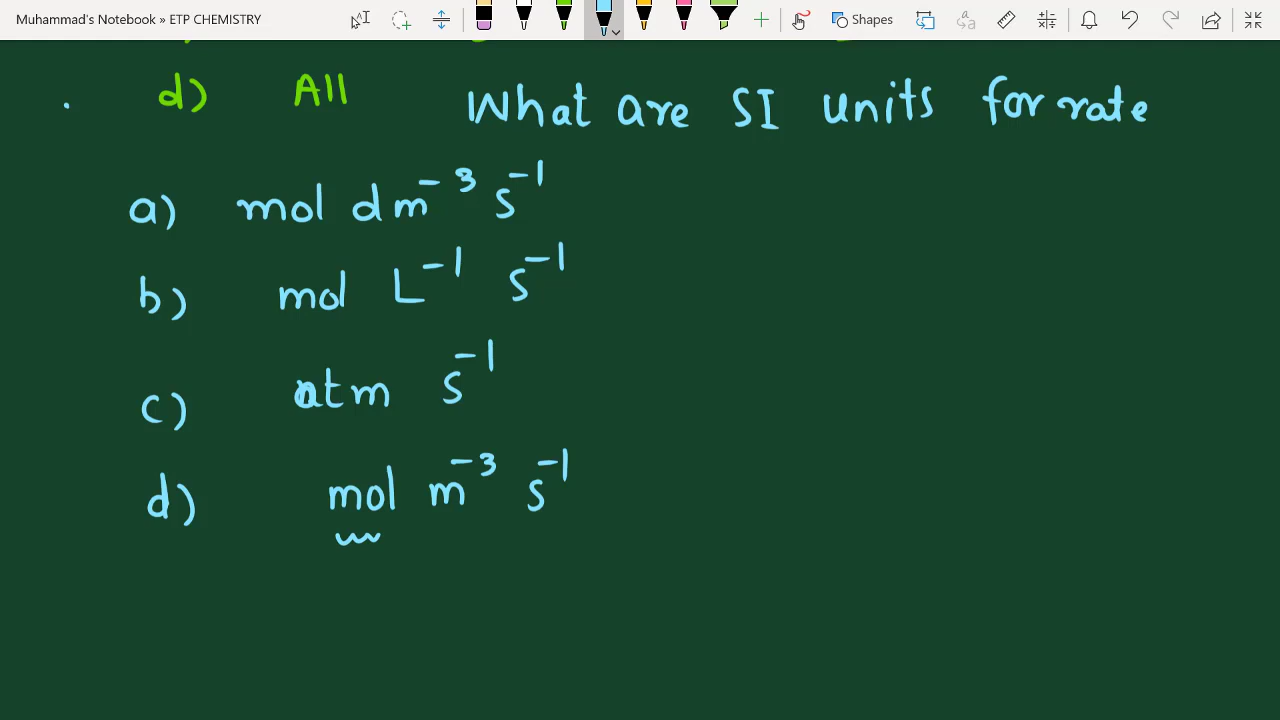 Muhammad's Notebook » ETP CHEMISTRY
Shapes
d) All What are SI units for rate
a) mol dm⁻³ s⁻¹
b) mol L⁻¹ s⁻¹
c) atm s⁻¹
d) mol m⁻³ s⁻¹